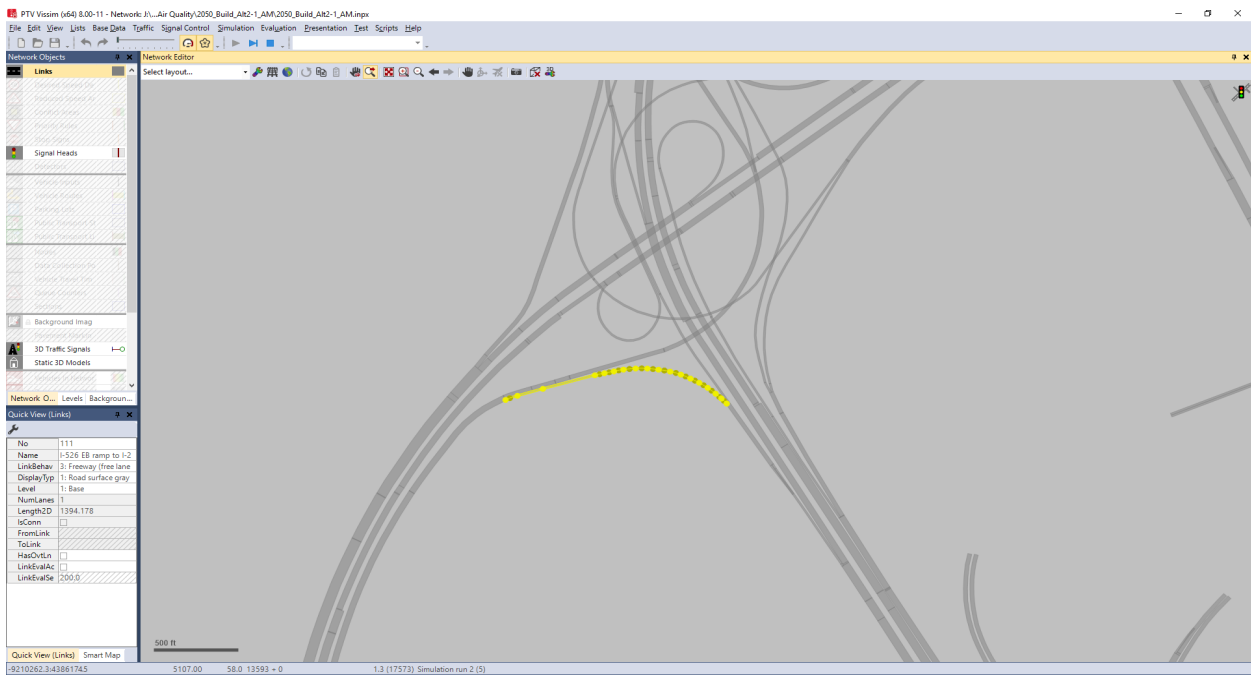 PTV Vissim (x64) 8.00-11 - Network: J:\...Air Quality\2050_Build_Alt2-1_AM\2050_Build_Alt2-1_AM.inpx
File Edit View Lists Base Data Traffic Signal Control Simulation Evaluation Presentation Test Scripts Help
Network Objects
Network Editor
Links
Select layout...
Signal Heads
Background Imag
3D Traffic Signals
Static 3D Models
Network O... Levels Backgroun...
Quick View (Links)
No 111
Name I-526 EB ramp to I-2
LinkBehav 3: Freeway (free lane
DisplayTyp 1: Road surface gray
Level 1: Base
NumLanes 1
Length2D 1394.178
IsConn
FromLink
ToLink
HasOvtLn
LinkEvalAc
LinkEvalSe 200.0
500 ft
Quick View (Links) Smart Map
-9210262.3:4386174.5 5107.00 58.0 13593 + 0 1.3 (17573) Simulation run 2 (5)